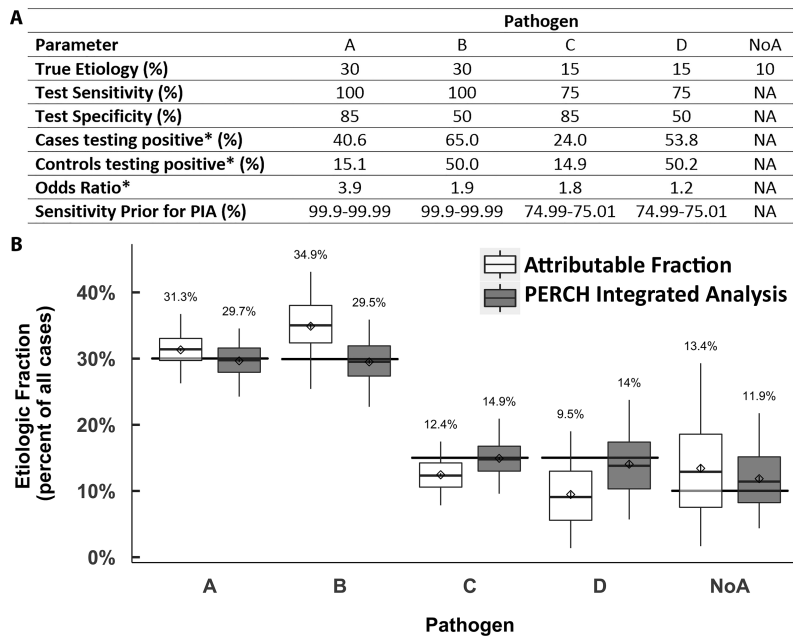 A
Pathogen
Parameter A B C D NoA
True Etiology (%) 30 30 15 15 10
Test Sensitivity (%) 100 100 75 75 NA
Test Specificity (%) 85 50 85 50 NA
Cases testing positive* (%) 40.6 65.0 24.0 53.8 NA
Controls testing positive* (%) 15.1 50.0 14.9 50.2 NA
Odds Ratio* 3.9 1.9 1.8 1.2 NA
Sensitivity Prior for PIA (%) 99.9-99.99 99.9-99.99 74.99-75.01 74.99-75.01 NA
B
Attributable Fraction
PERCH Integrated Analysis
Etiologic Fraction
(percent of all cases)
40%
30%
20%
10%
0%
31.3% 29.7% 34.9% 29.5% 12.4% 14.9% 9.5% 14% 13.4% 11.9%
A B C D NoA
Pathogen